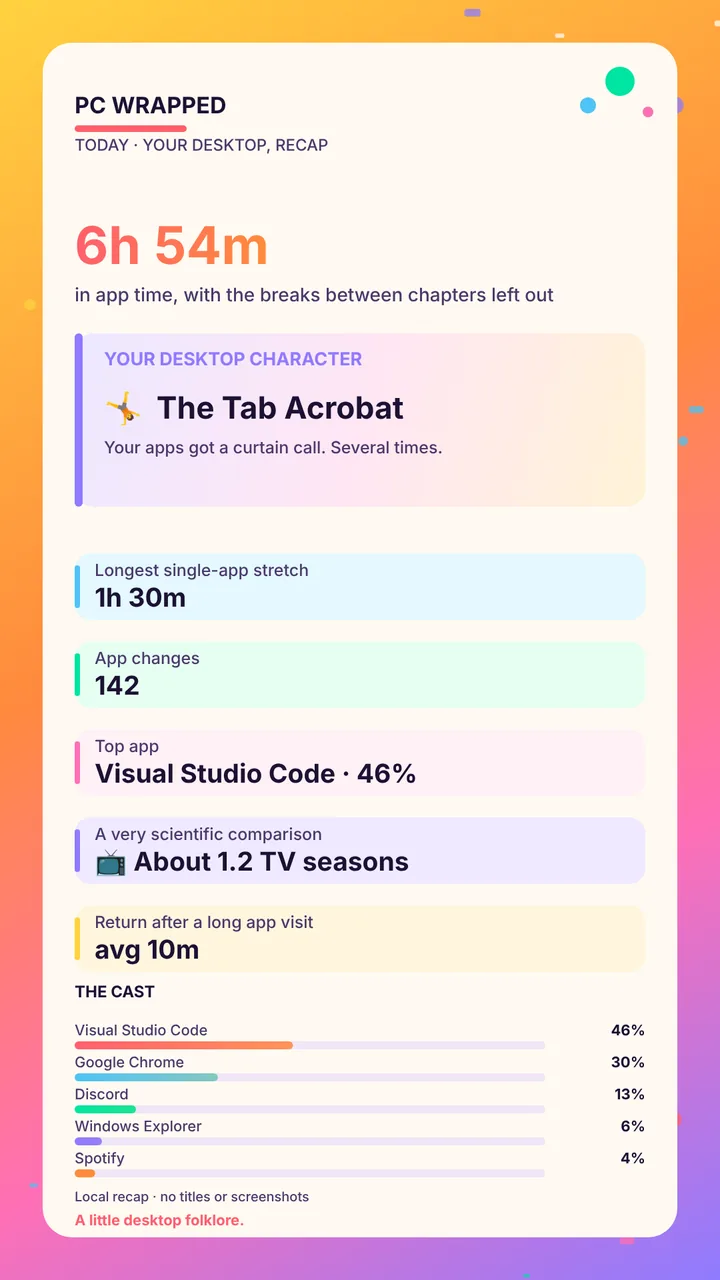 PC WRAPPED
TODAY · YOUR DESKTOP, RECAP
6h 54m
in app time, with the breaks between chapters left out
YOUR DESKTOP CHARACTER
🤸 The Tab Acrobat
Your apps got a curtain call. Several times.
Longest single-app stretch
1h 30m
App changes
142
Top app
Visual Studio Code · 46%
A very scientific comparison
📺 About 1.2 TV seasons
Return after a long app visit
avg 10m
THE CAST
Visual Studio Code 46%
Google Chrome 30%
Discord 13%
Windows Explorer 6%
Spotify 4%
Local recap · no titles or screenshots
A little desktop folklore.